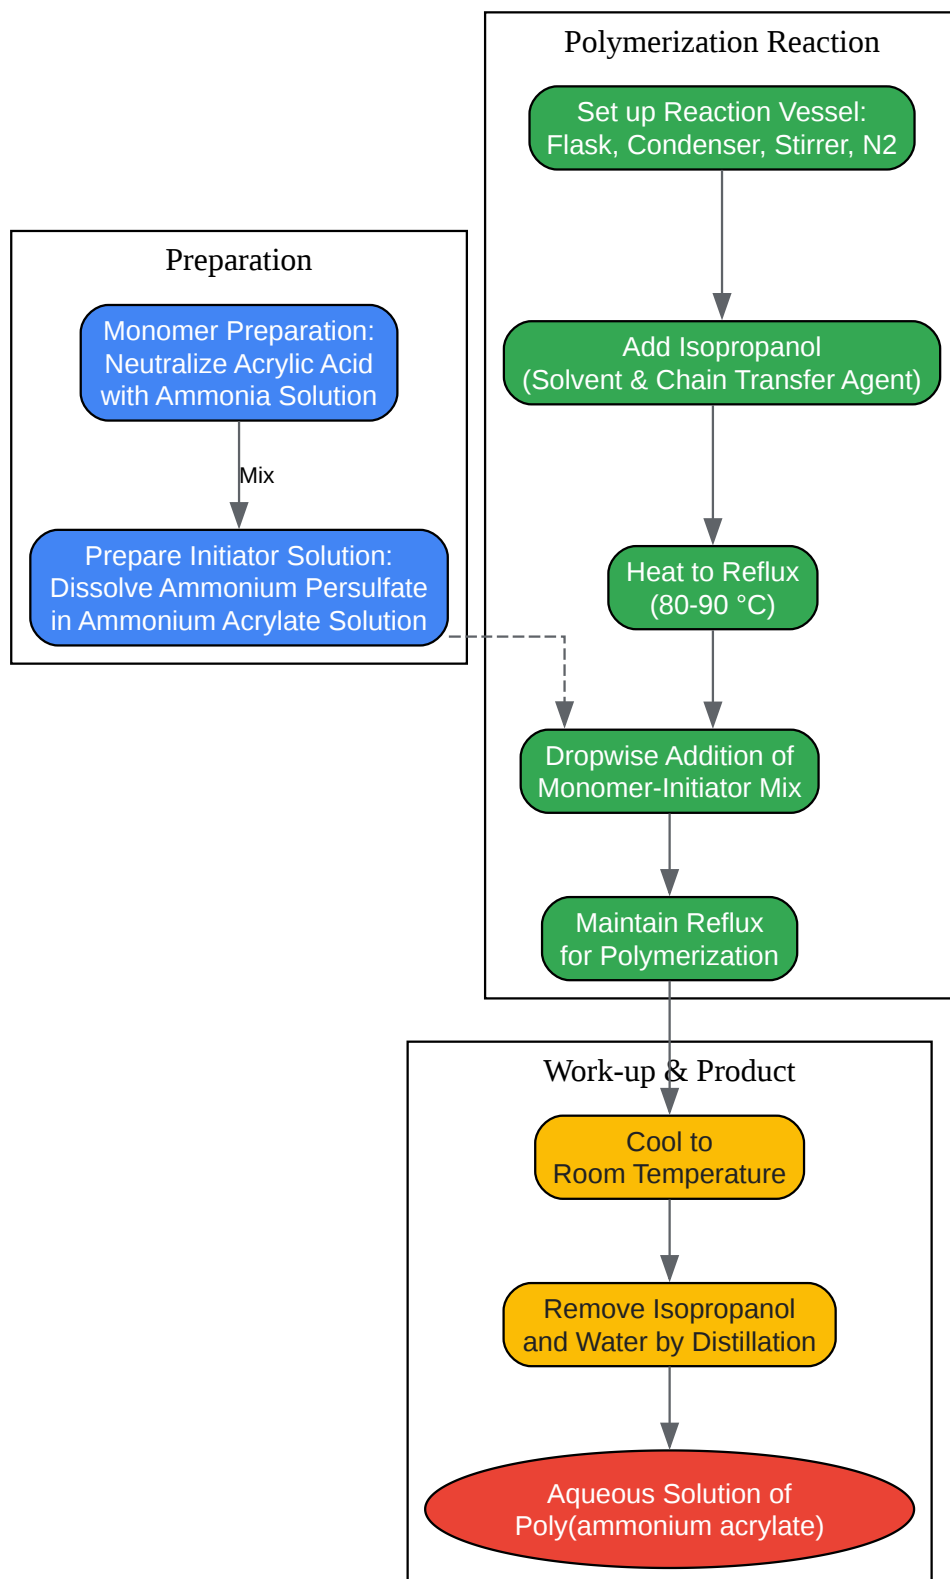 Polymerization Reaction
Set up Reaction Vessel:
Flask, Condenser, Stirrer, N2
Preparation
Monomer Preparation:
Neutralize Acrylic Acid
with Ammonia Solution
Add Isopropanol
(Solvent & Chain Transfer Agent)
Mix
Prepare Initiator Solution:
Dissolve Ammonium Persulfate
in Ammonium Acrylate Solution
Heat to Reflux
(80-90 °C)
Dropwise Addition of
Monomer-Initiator Mix
Maintain Reflux
for Polymerization
Work-up & Product
Cool to
Room Temperature
Remove Isopropanol
and Water by Distillation
Aqueous Solution of
Poly(ammonium acrylate)